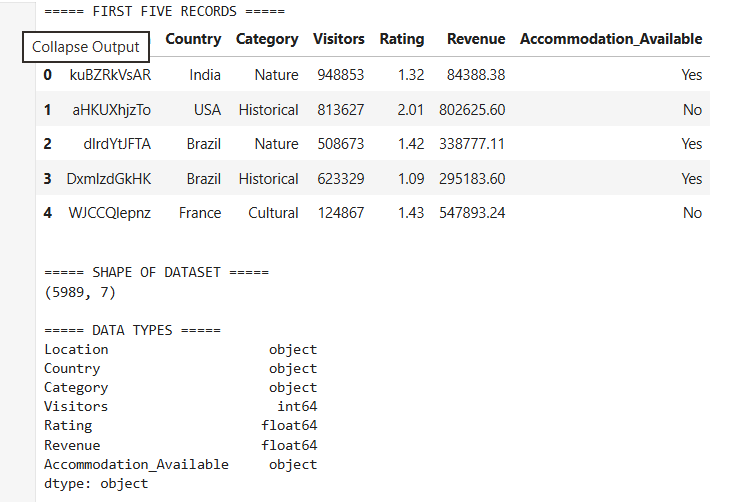 ===== FIRST FIVE RECORDS =====
Collapse Output Country Category Visitors Rating Revenue Accommodation_Available
0 kuBZRkVsAR India Nature 948853 1.32 84388.38 Yes
1 aHKUXhjzTo USA Historical 813627 2.01 802625.60 No
2 dlrdYtJFTA Brazil Nature 508673 1.42 338777.11 Yes
3 DxmlzdGkHK Brazil Historical 623329 1.09 295183.60 Yes
4 WJCCQlepnz France Cultural 124867 1.43 547893.24 No
===== SHAPE OF DATASET =====
(5989, 7)
===== DATA TYPES =====
Location object
Country object
Category object
Visitors int64
Rating float64
Revenue float64
Accommodation_Available object
dtype: object